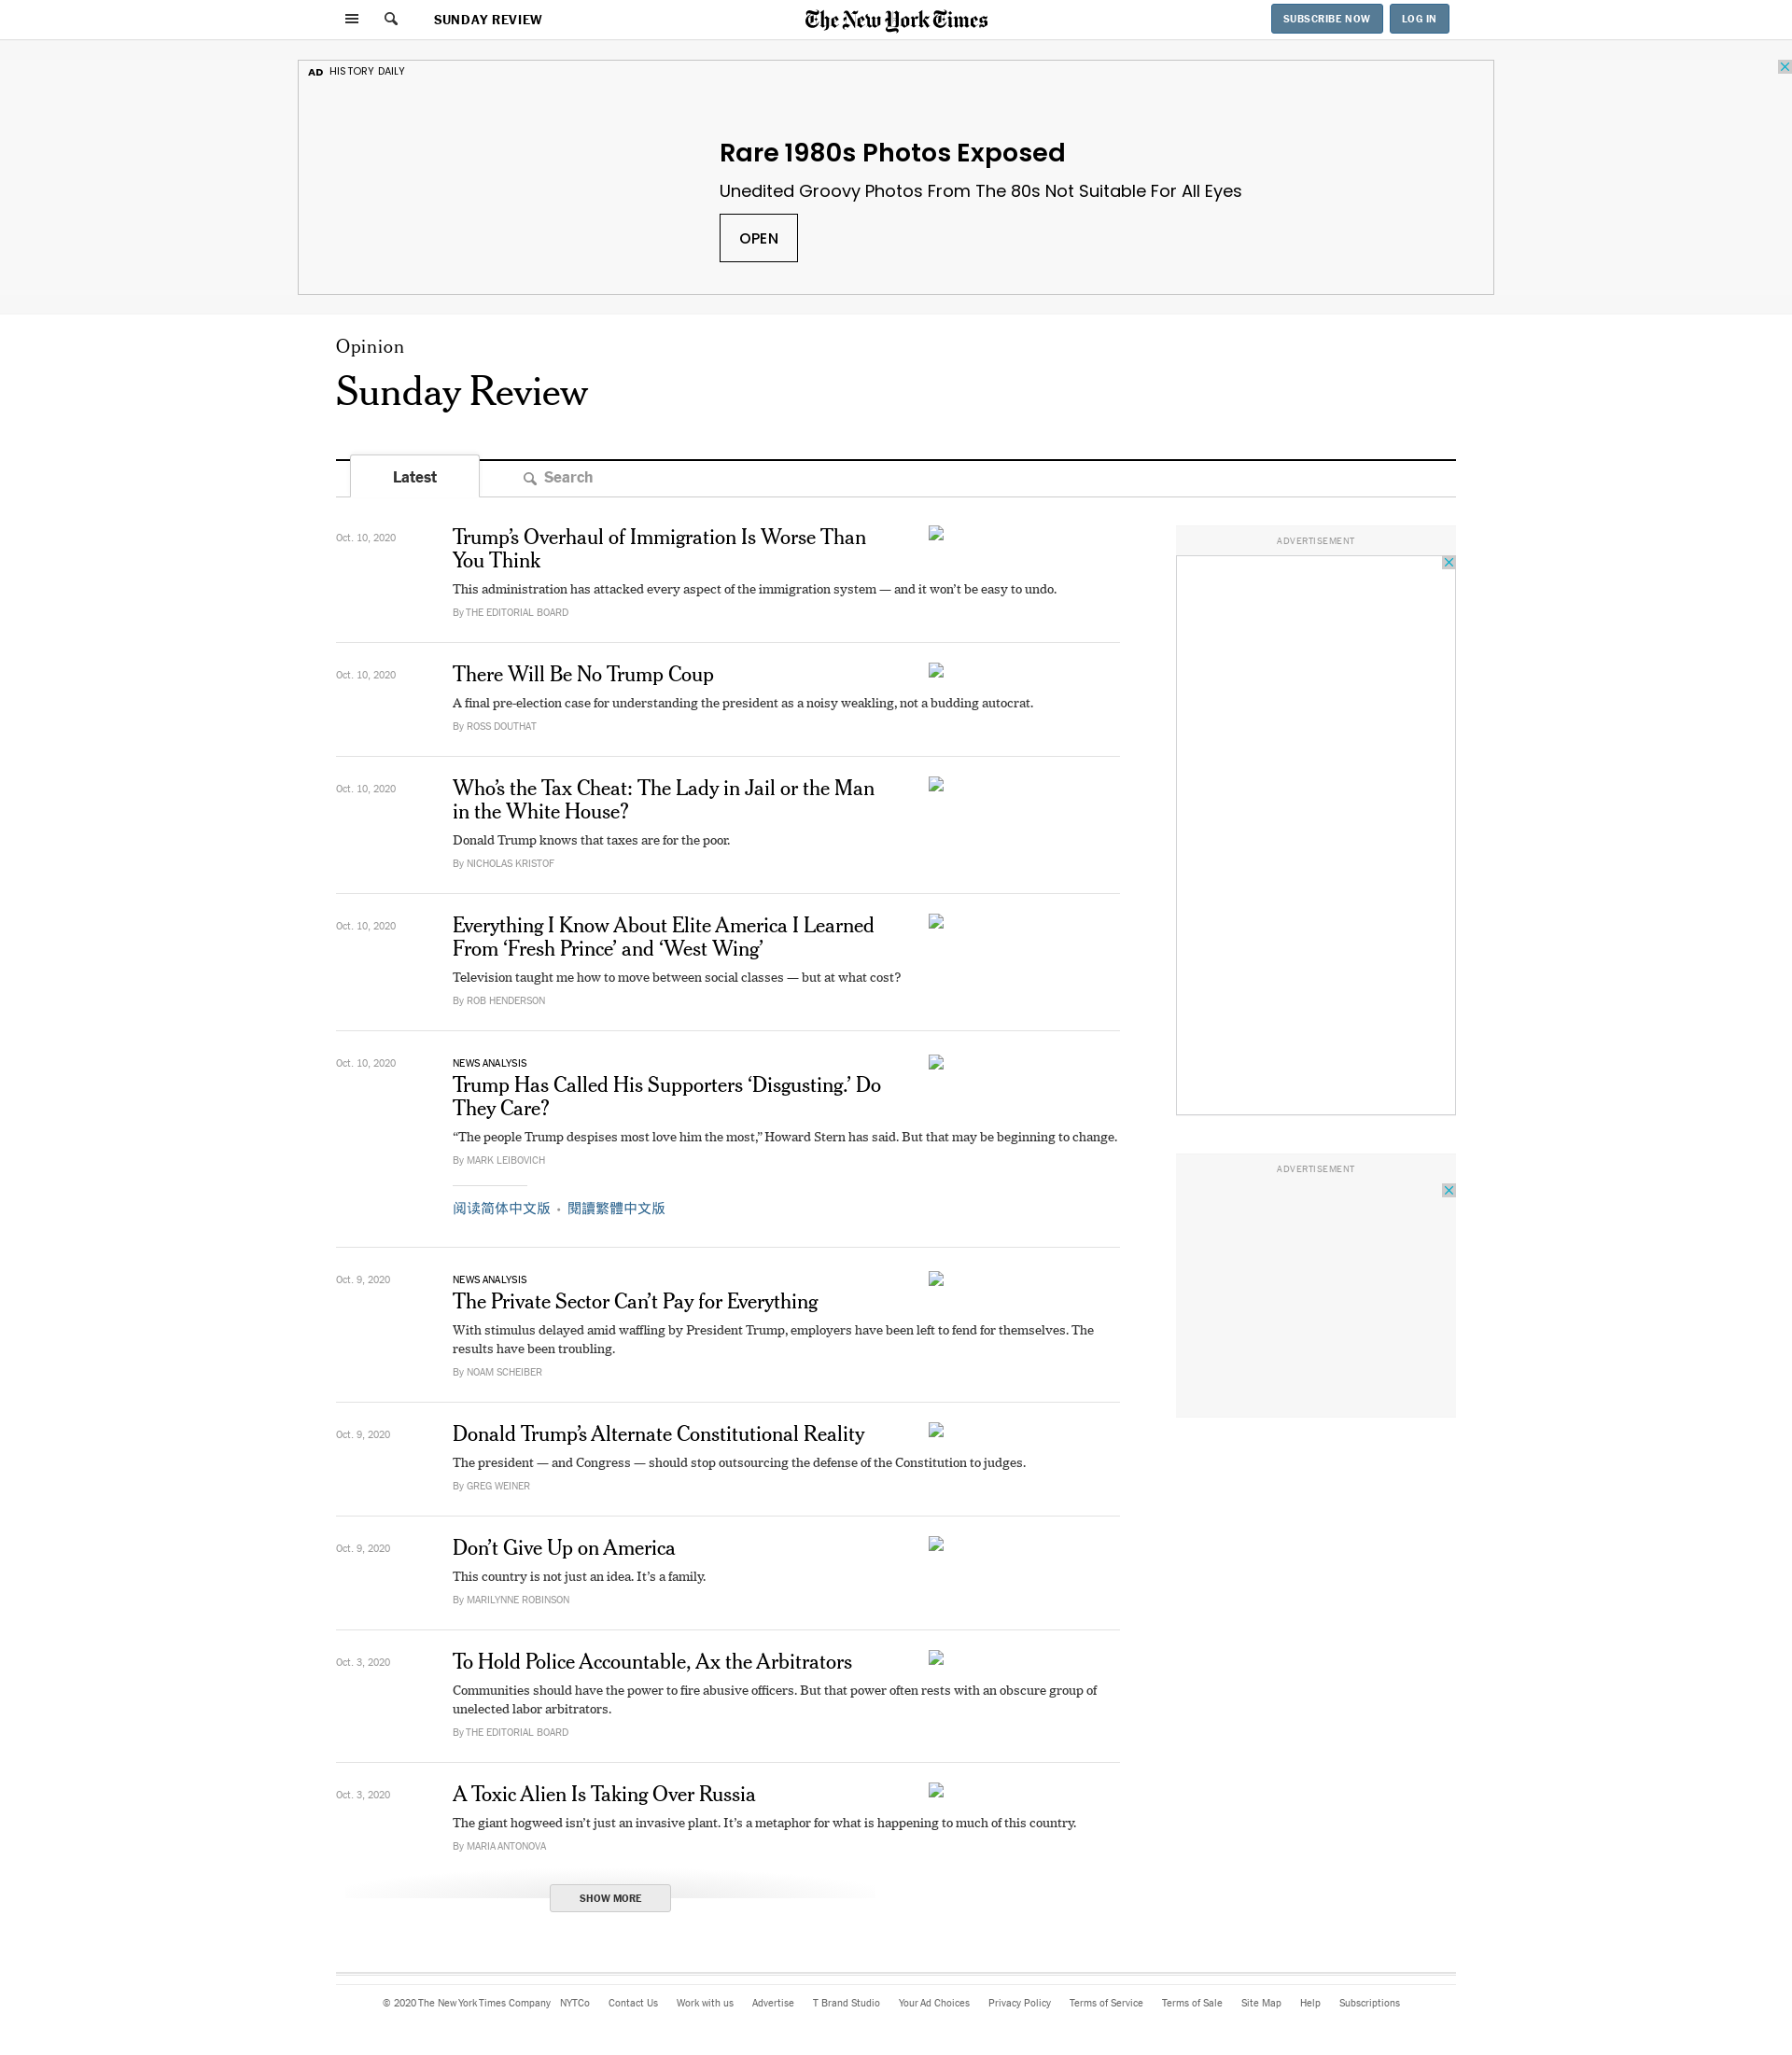 SUNDAY REVIEW
The New York Times
SUBSCRIBE NOW
LOG IN
AD HISTORY DAILY
Rare 1980s Photos Exposed
Unedited Groovy Photos From The 80s Not Suitable For All Eyes
OPEN
Opinion
Sunday Review
Latest
Search
Oct. 10, 2020
Trump’s Overhaul of Immigration Is Worse Than
You Think
This administration has attacked every aspect of the immigration system — and it won’t be easy to undo.
By THE EDITORIAL BOARD
Oct. 10, 2020
There Will Be No Trump Coup
A final pre-election case for understanding the president as a noisy weakling, not a budding autocrat.
By ROSS DOUTHAT
Oct. 10, 2020
Who’s the Tax Cheat: The Lady in Jail or the Man
in the White House?
Donald Trump knows that taxes are for the poor.
By NICHOLAS KRISTOF
Oct. 10, 2020
Everything I Know About Elite America I Learned
From ‘Fresh Prince’ and ‘West Wing’
Television taught me how to move between social classes — but at what cost?
By ROB HENDERSON
Oct. 10, 2020
NEWS ANALYSIS
Trump Has Called His Supporters ‘Disgusting.’ Do
They Care?
“The people Trump despises most love him the most,” Howard Stern has said. But that may be beginning to change.
By MARK LEIBOVICH
阅读简体中文版 • 閱讀繁體中文版
Oct. 9, 2020
NEWS ANALYSIS
The Private Sector Can’t Pay for Everything
With stimulus delayed amid waffling by President Trump, employers have been left to fend for themselves. The
results have been troubling.
By NOAM SCHEIBER
Oct. 9, 2020
Donald Trump’s Alternate Constitutional Reality
The president — and Congress — should stop outsourcing the defense of the Constitution to judges.
By GREG WEINER
Oct. 9, 2020
Don’t Give Up on America
This country is not just an idea. It’s a family.
By MARILYNNE ROBINSON
Oct. 3, 2020
To Hold Police Accountable, Ax the Arbitrators
Communities should have the power to fire abusive officers. But that power often rests with an obscure group of
unelected labor arbitrators.
By THE EDITORIAL BOARD
Oct. 3, 2020
A Toxic Alien Is Taking Over Russia
The giant hogweed isn’t just an invasive plant. It’s a metaphor for what is happening to much of this country.
By MARIA ANTONOVA
SHOW MORE
ADVERTISEMENT
ADVERTISEMENT
© 2020 The New York Times Company NYTCo Contact Us Work with us Advertise T Brand Studio Your Ad Choices Privacy Policy Terms of Service Terms of Sale Site Map Help Subscriptions